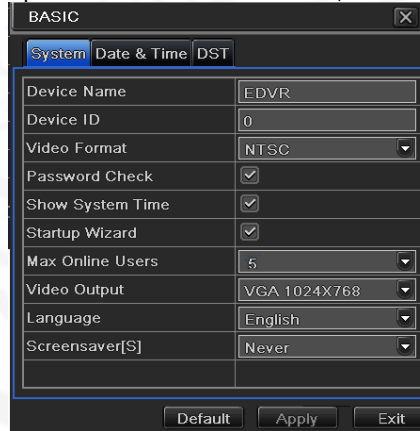 BASIC
System Date & Time DST
Device Name EDVR
Device ID 0
Video Format NTSC
Password Check
Show System Time
Startup Wizard
Max Online Users 5
Video Output VGA 1024X768
Language English
Screensaver[S] Never
Default Apply Exit